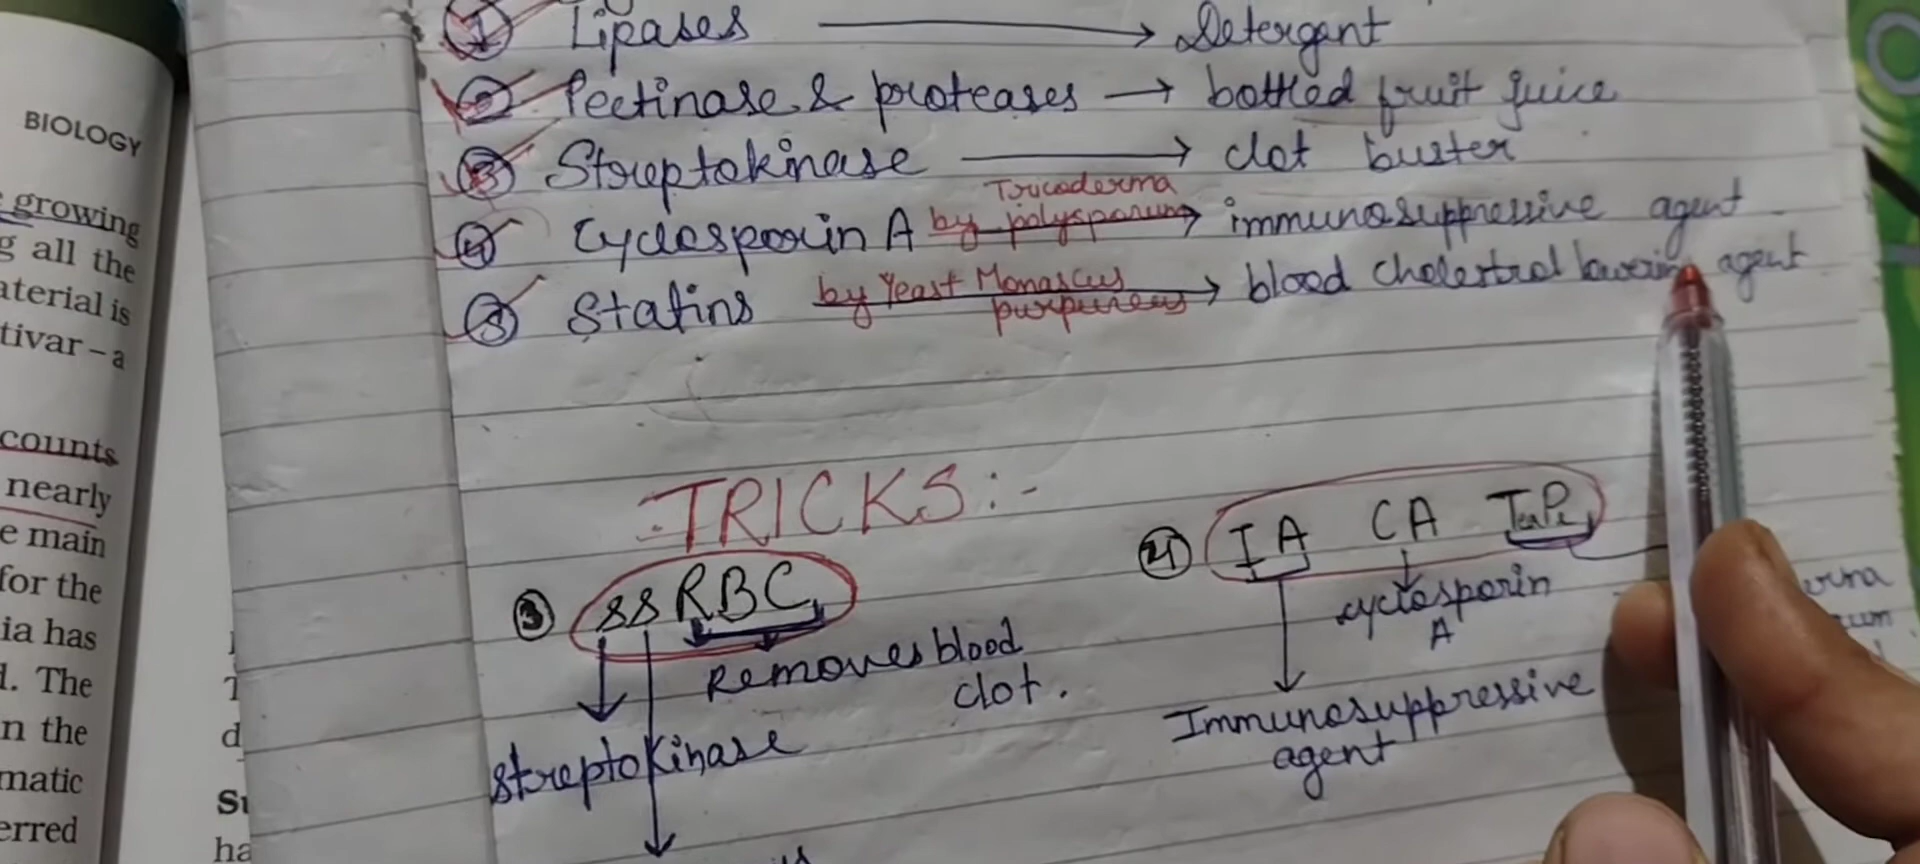 BIOLOGY
growing
g all the
aterial is
tivar – a
counts
nearly
e main
for the
ia has
l. The
n the
matic
erred
① Lipases → Detergent
② Pectinase & proteases → bottled fruit juice
③ Streptokinase → clot buster
④ Cyclosporin A by Tricoderma polysporum → immunosuppressive agent
⑤ Statins by Yeast Monascus purpureus → blood cholestrol lowering agent
TRICKS:-
③ SS RBC
Removes blood
clot.
streptokinase
④ IA CA
cyclosporin
A
Immunosuppressive
agent